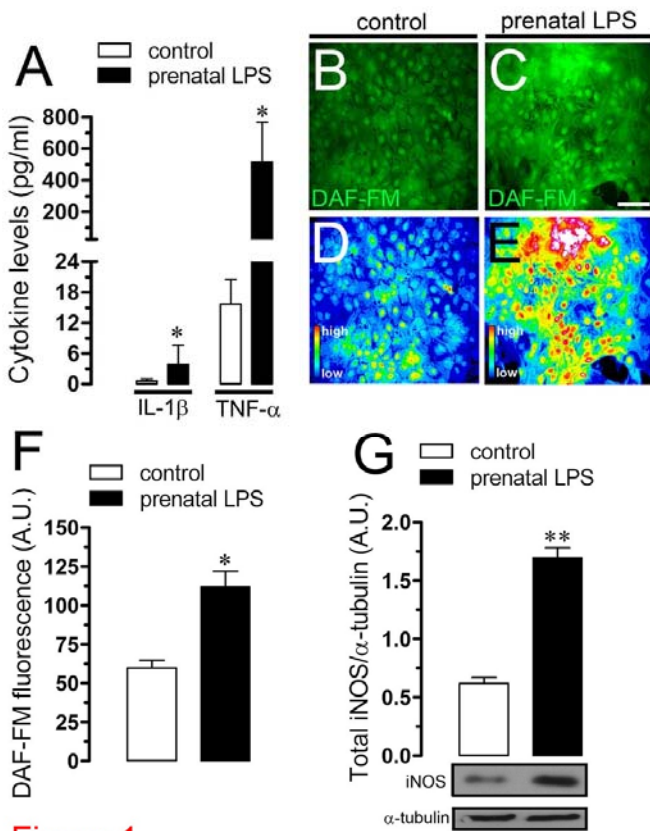 control
prenatal LPS
A
control
prenatal LPS
Cytokine levels (pg/ml)
800
600
400
200
24
18
12
6
0
*
*
IL-1β
TNF-α
B
DAF-FM
C
DAF-FM
D
high
low
E
high
low
F
control
prenatal LPS
DAF-FM fluorescence (A.U.)
150
125
100
75
50
25
0
*
G
control
prenatal LPS
Total iNOS/α-tubulin (A.U.)
2.0
1.5
1.0
0.5
0.0
**
iNOS
α-tubulin